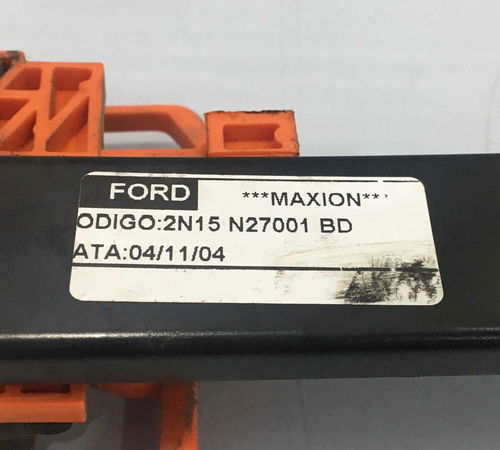 FORD ***MAXION***
ODIGO:2N15 N27001 BD
ATA:04/11/04